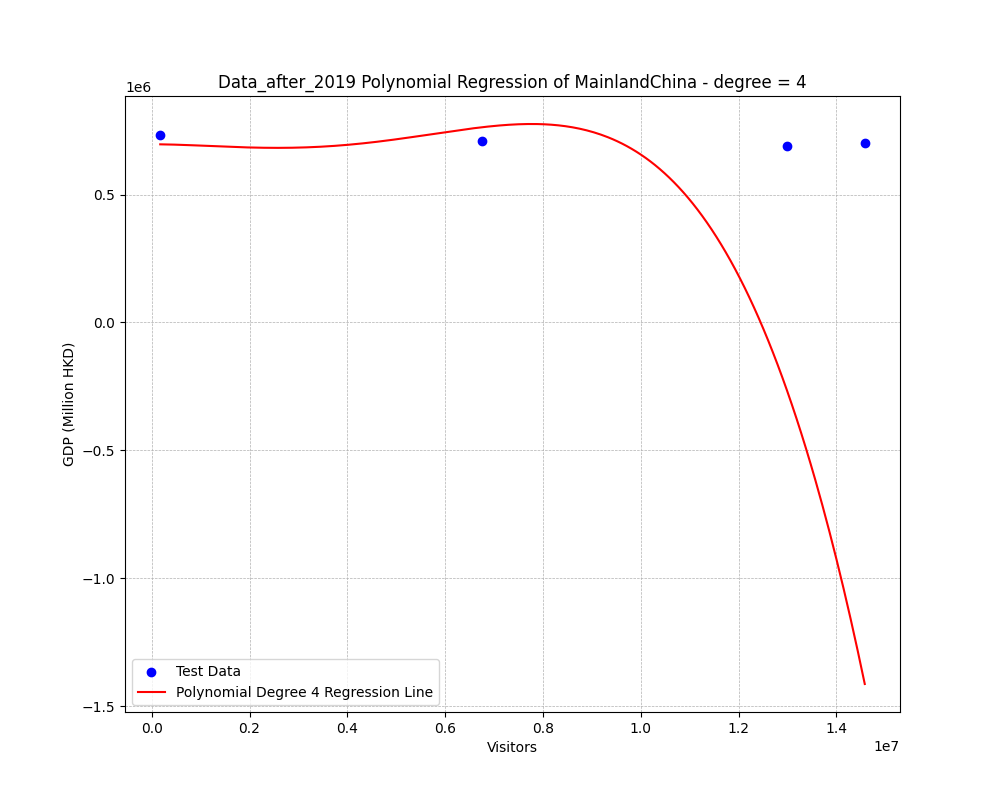 Data_after_2019 Polynomial Regression of MainlandChina - degree = 4
1e6
0.5
0.0
−0.5
−1.0
−1.5
GDP (Million HKD)
Test Data
Polynomial Degree 4 Regression Line
0.0 0.2 0.4 0.6 0.8 1.0 1.2 1.4
Visitors
1e7